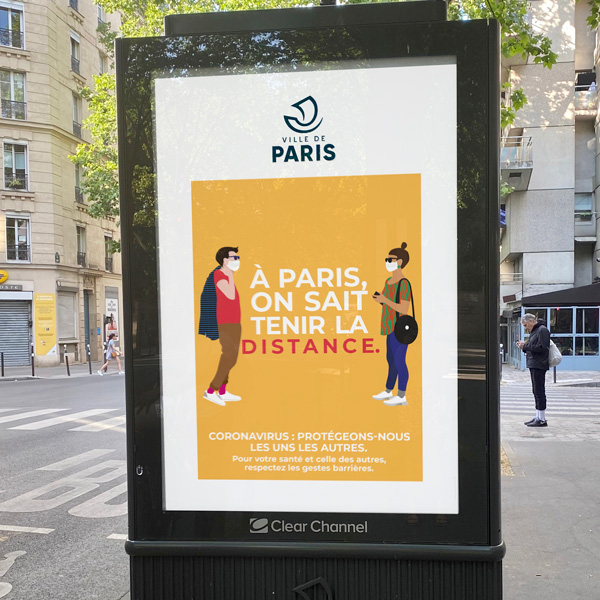 VILLE DE
PARIS
À PARIS,
ON SAIT
TENIR LA
DISTANCE.
CORONAVIRUS : PROTÉGEONS-NOUS
LES UNS LES AUTRES.
Pour votre santé et celle des autres,
respectez les gestes barrières.
Clear Channel